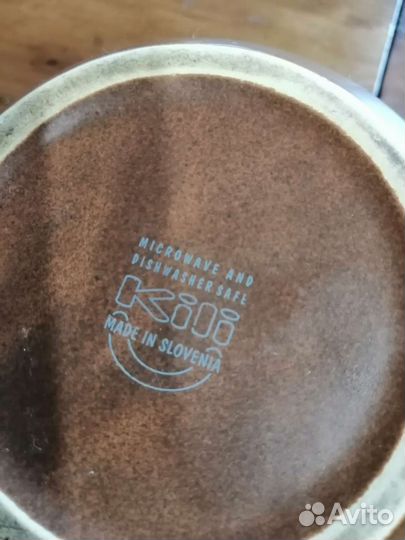 MICROWAVE AND
DISHWASHER SAFE
Kili
MADE IN SLOVENIA
Avito